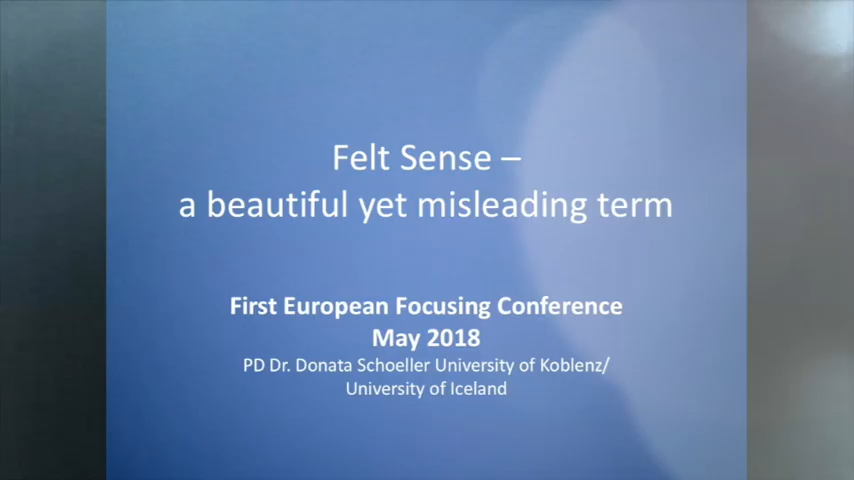 Felt Sense –
a beautiful yet misleading term
First European Focusing Conference
May 2018
PD Dr. Donata Schoeller University of Koblenz/
University of Iceland